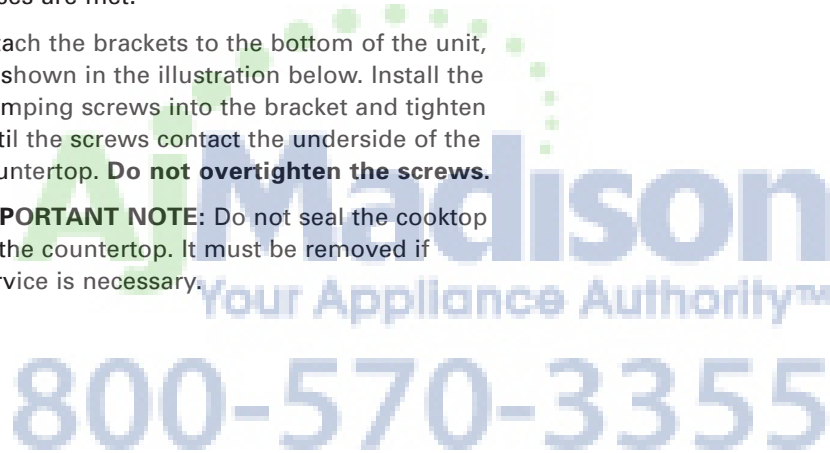 are met.
tach the brackets to the bottom of the unit,
shown in the illustration below. Install the
mping screws into the bracket and tighten
til the screws contact the underside of the
untertop. Do not overtighten the screws.
PORTANT NOTE: Do not seal the cooktop
the countertop. It must be removed if
rvice is necessary.
AjMadison
Your Appliance Authority™
800-570-3355